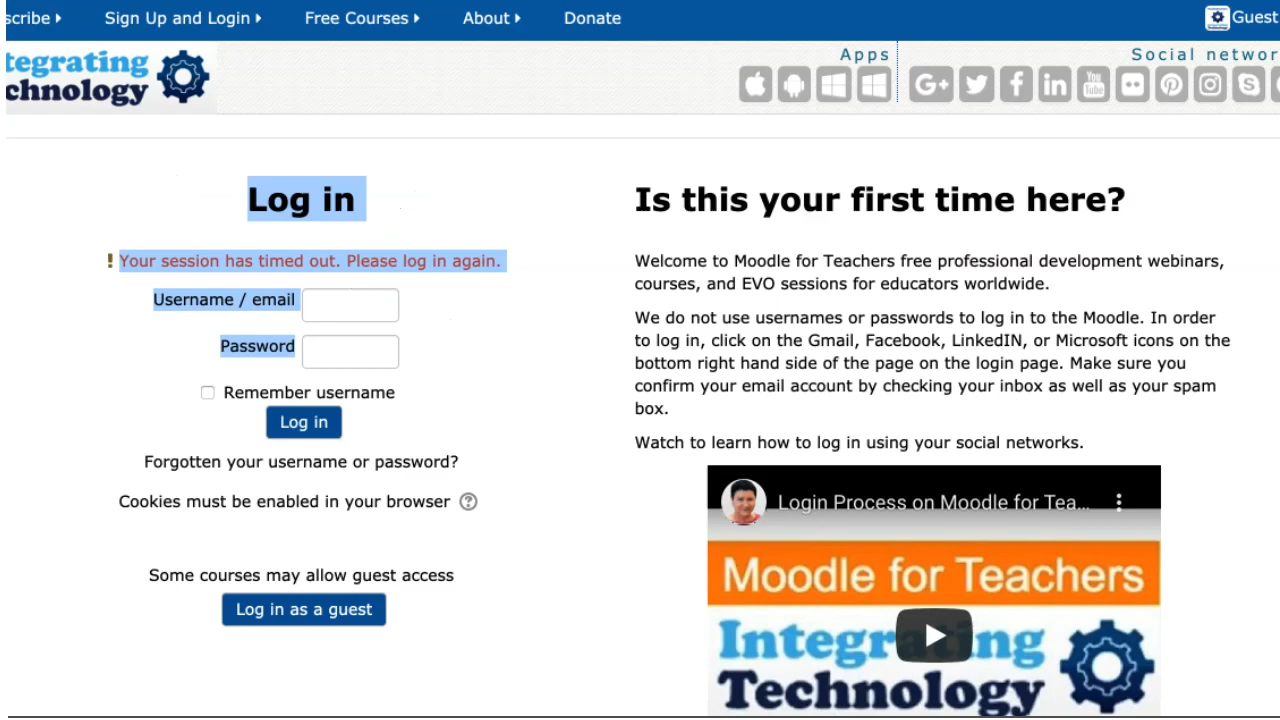 scribe Sign Up and Login Free Courses About Donate Guest
tegrating
chnology
Apps
Social networ
G+ f in You Tube
Log in
! Your session has timed out. Please log in again.
Username / email
Password
Remember username
Log in
Forgotten your username or password?
Cookies must be enabled in your browser ?
Some courses may allow guest access
Log in as a guest
Is this your first time here?
Welcome to Moodle for Teachers free professional development webinars,
courses, and EVO sessions for educators worldwide.
We do not use usernames or passwords to log in to the Moodle. In order
to log in, click on the Gmail, Facebook, LinkedIN, or Microsoft icons on the
bottom right hand side of the page on the login page. Make sure you
confirm your email account by checking your inbox as well as your spam
box.
Watch to learn how to log in using your social networks.
Login Process on Moodle for Tea...
Moodle for Teachers
Integrating
Technology